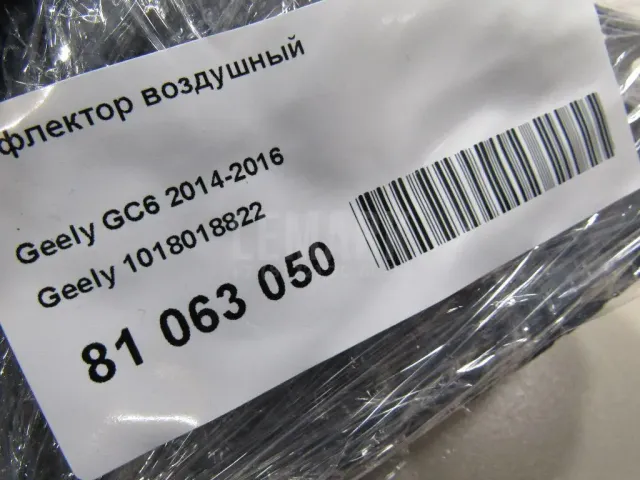 флектор воздушный
Geely GC6 2014-2016
Geely 1018018822
81 063 050